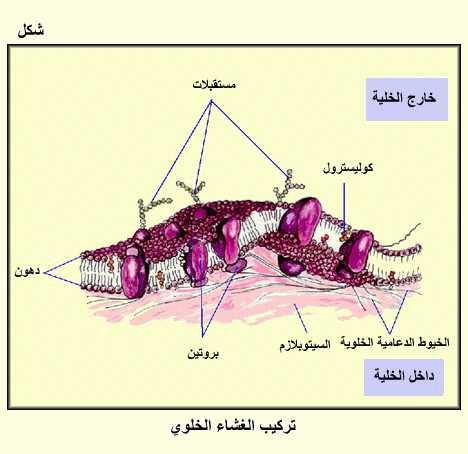 شكل
مستقبلات
خارج الخلية
كوليسترول
دهون
بروتين
السيتوبلازم
الخيوط الدعامية الخلوية
داخل الخلية
تركيب الغشاء الخلوي